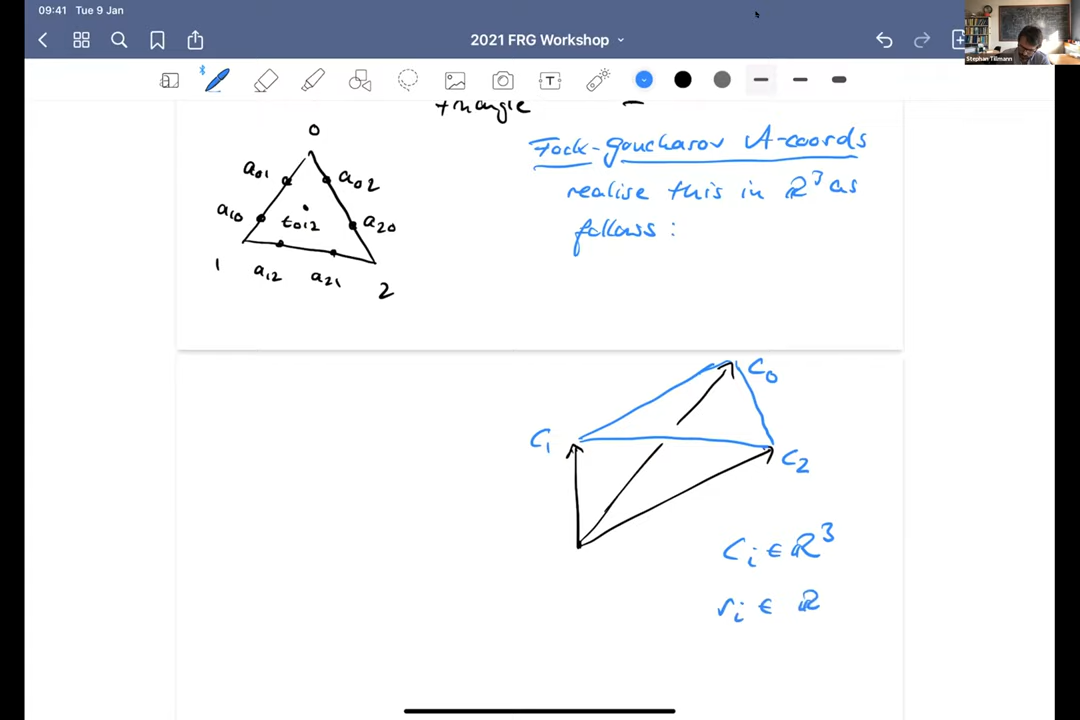 09:41 Tue 9 Jan
2021 FRG Workshop
Stephan Tillmann
triangle
Fock-Goncharov A-coords
realise this in ℝ³ as
follows:
0
a₀₁
a₀₂
a₁₀
t₀₁₂
a₂₀
1
a₁₂
a₂₁
2
C₀
C₁
C₂
Cᵢ ∈ ℝ³
rᵢ ∈ ℝ